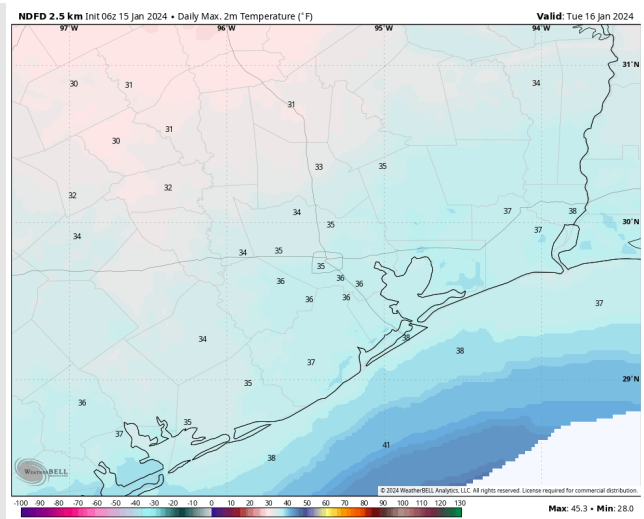 NDFD 2.5 km Init 06z 15 Jan 2024 • Daily Max. 2m Temperature (°F) Valid: Tue 16 Jan 2024
97°W 96°W 95°W 94°W
31°N
30 31 34
31
30 31
33 35
32 32
34 37 38 30°N
34 35 37
34 35
35
36 36 36
36 36 37
38
34 38
37
35 29°N
36
37 35
41
38
WEATHERBELL
© 2024 WeatherBELL Analytics, LLC. All rights reserved. License required for commercial distribution.
-100 -90 -80 -70 -60 -50 -40 -30 -20 -10 0 10 20 30 40 50 60 70 80 90 100 110 120 130 Max: 45.3 • Min: 28.0